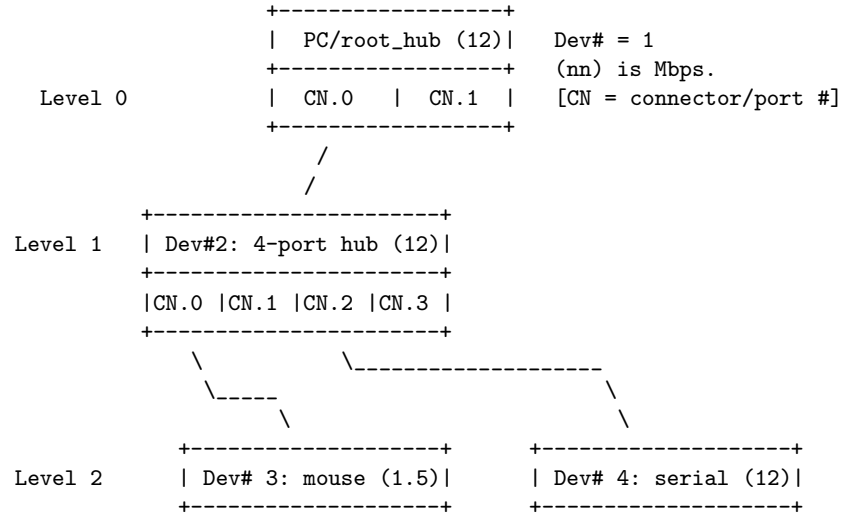 PC/root_hub (12)| Dev# = 1
(nn) is Mbps.
Level 0 | CN.0 | CN.1 | [CN = connector/port #]
Level 1 | Dev#2: 4-port hub (12)|
|CN.0 |CN.1 |CN.2 |CN.3 |
Level 2 | Dev# 3: mouse (1.5)| | Dev# 4: serial (12)|